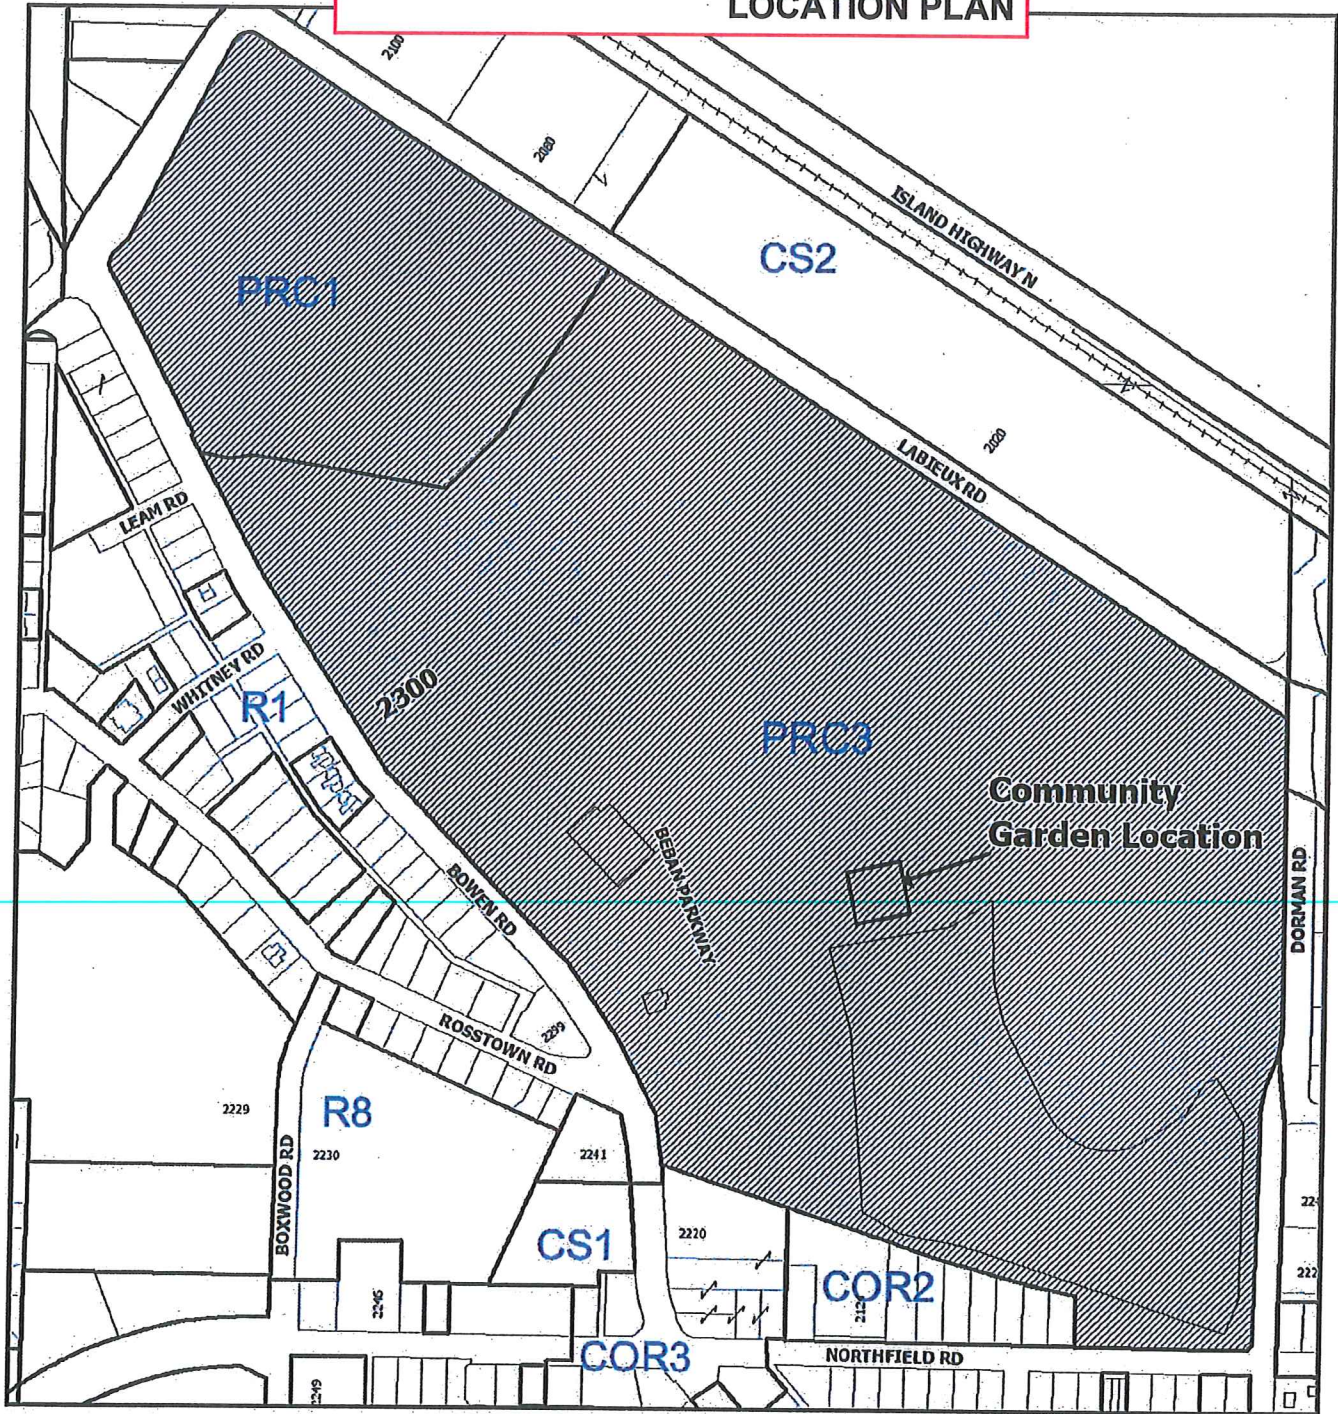 LOCATION PLAN
2100
2080
ISLAND HIGHWAY N
CS2
PRC1
2020
LABIEUX RD
LEAM RD
WHITNEY RD
R1
2300
PRC3
Community
Garden Location
BEBAN PARKWAY
BOWEN RD
DORMAN RD
2299
ROSSTOWN RD
2229
R8
2230
2241
BOXWOOD RD
CS1
2220
COR2
222
2246
COR3
NORTHFIELD RD
2249